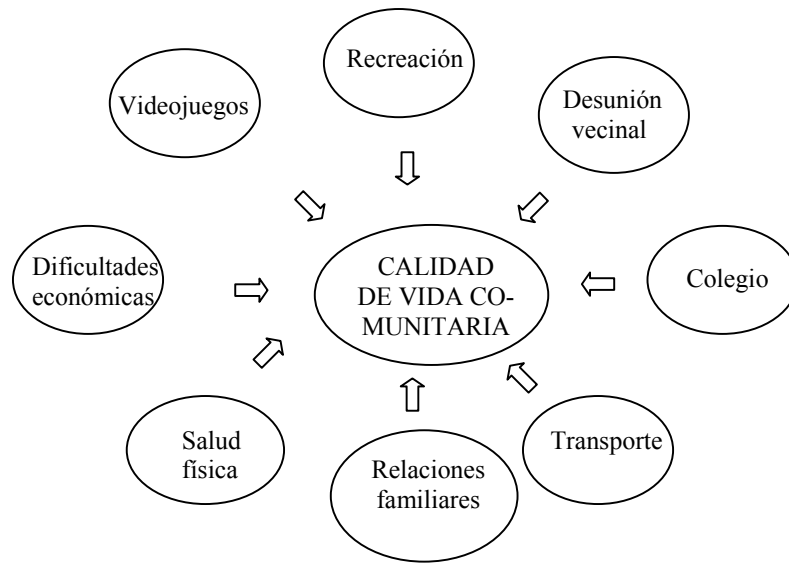 Recreación
Videojuegos
Desunión
vecinal
Dificultades
económicas
CALIDAD
DE VIDA CO-
MUNITARIA
Colegio
Salud
física
Relaciones
familiares
Transporte